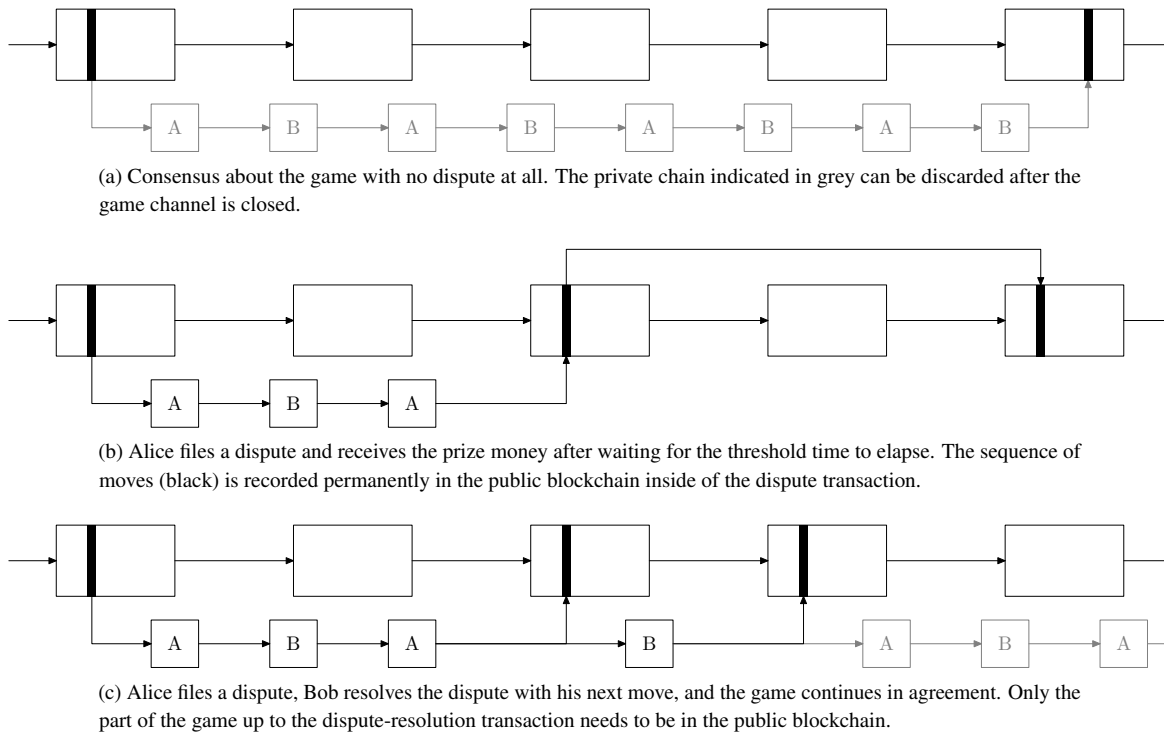 A B A B A B A B
(a) Consensus about the game with no dispute at all. The private chain indicated in grey can be discarded after the
game channel is closed.
A B A
(b) Alice files a dispute and receives the prize money after waiting for the threshold time to elapse. The sequence of
moves (black) is recorded permanently in the public blockchain inside of the dispute transaction.
A B A B A B A
(c) Alice files a dispute, Bob resolves the dispute with his next move, and the game continues in agreement. Only the
part of the game up to the dispute-resolution transaction needs to be in the public blockchain.